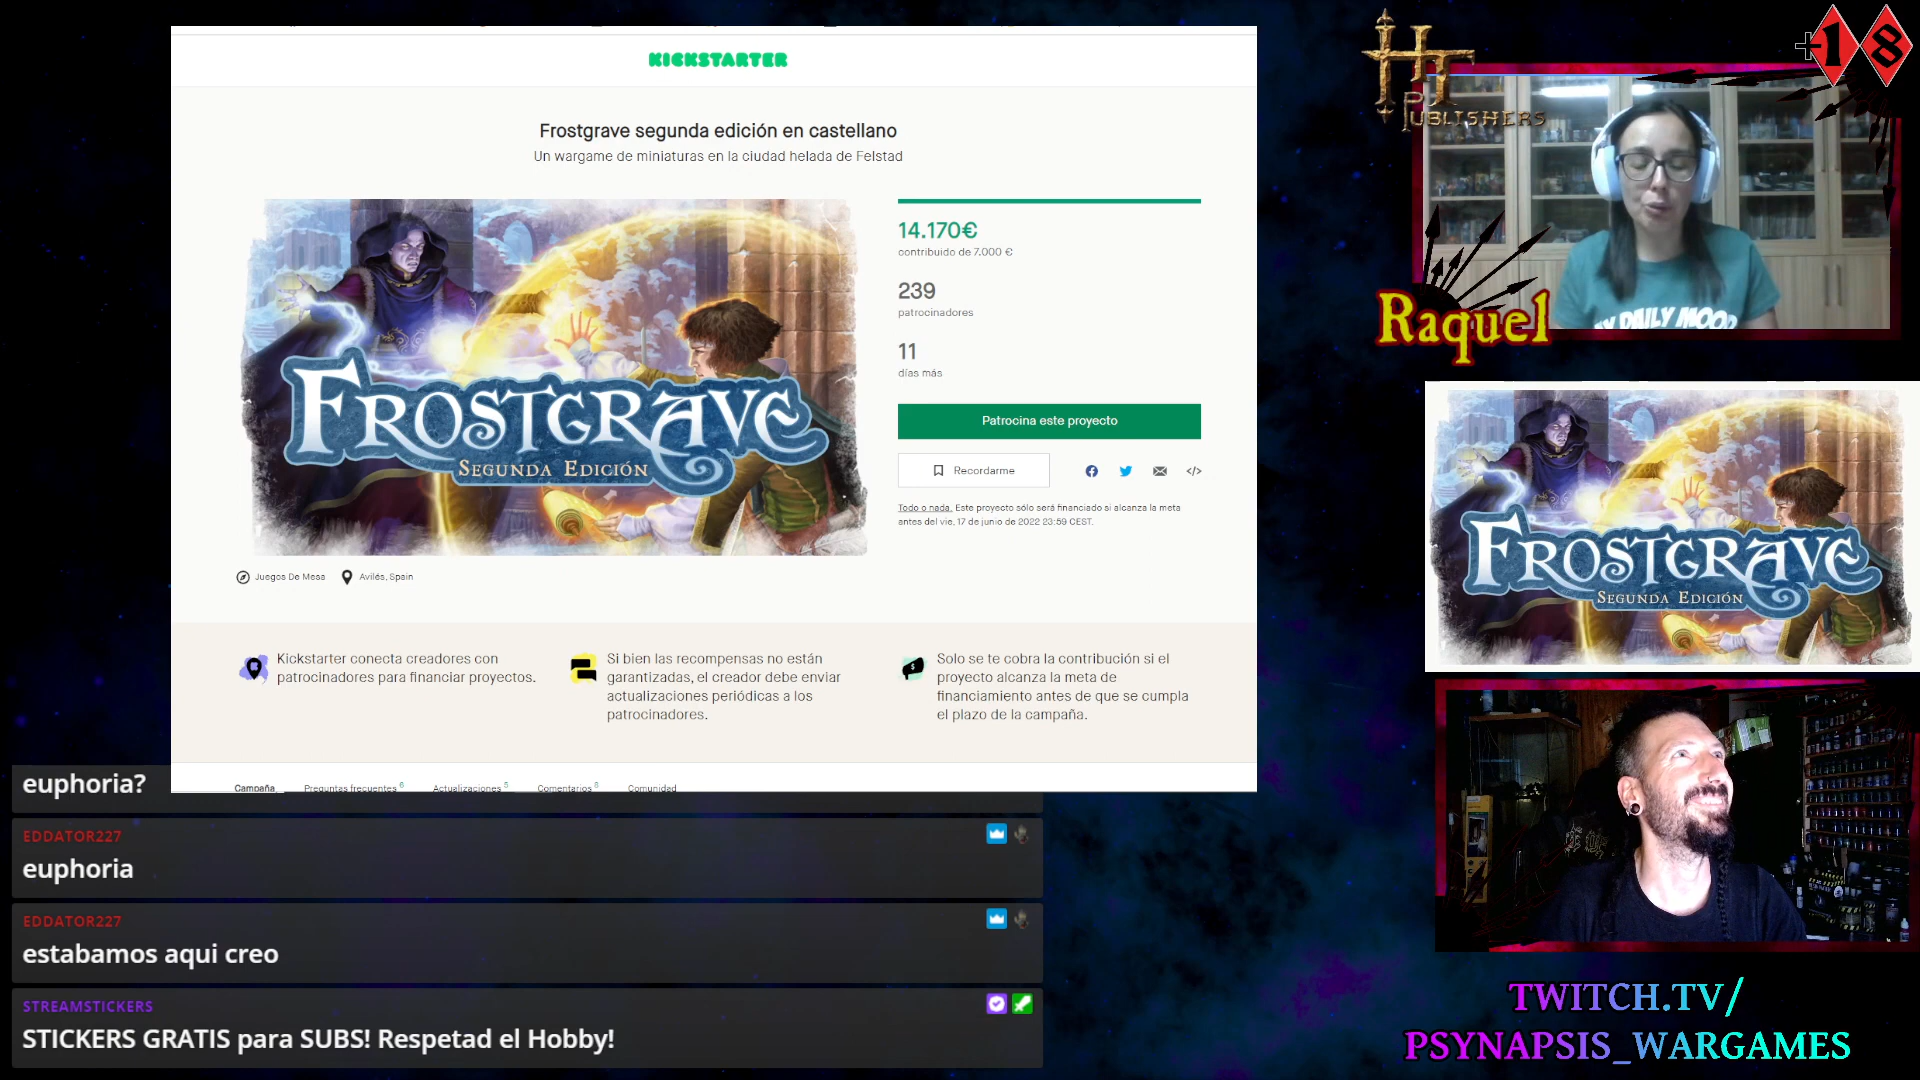 KICKSTARTER
Frostgrave segunda edición en castellano
Un wargame de miniaturas en la ciudad helada de Felstad
FROSTGRAVE
SEGUNDA EDICIÓN
14.170€
contribuido de 7.000 €
239
patrocinadores
11
días más
Patrocina este proyecto
Recordarme
Todo o nada. Este proyecto sólo será financiado si alcanza la meta
antes del vie, 17 de junio de 2022 23:59 CEST.
Juegos De Mesa
Avilés, Spain
Kickstarter conecta creadores con
patrocinadores para financiar proyectos.
Si bien las recompensas no están
garantizadas, el creador debe enviar
actualizaciones periódicas a los
patrocinadores.
Solo se te cobra la contribución si el
proyecto alcanza la meta de
financiamiento antes de que se cumpla
el plazo de la campaña.
Campaña
Preguntas frecuentes 6
Actualizaciones 5
Comentarios 8
Comunidad
euphoria?
EDDATOR227
euphoria
EDDATOR227
estabamos aqui creo
STREAMSTICKERS
STICKERS GRATIS para SUBS! Respetad el Hobby!
HT
PUBLISHERS
+18
MY DAILY MOOD
Raquel
FROSTGRAVE
SEGUNDA EDICIÓN
TWITCH.TV/
PSYNAPSIS_WARGAMES